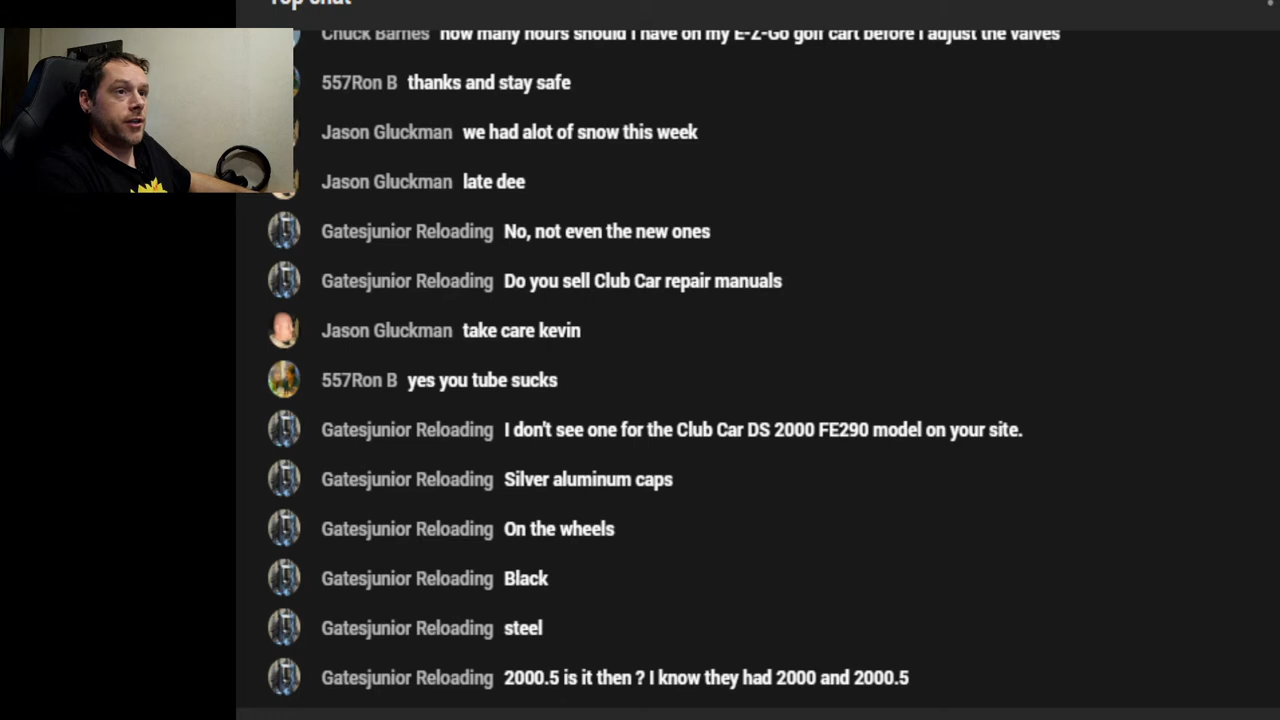 Top chat
Chuck Barnes how many hours should I have on my E-Z-Go golf cart before I adjust the valves
557Ron B thanks and stay safe
Jason Gluckman we had alot of snow this week
Jason Gluckman late dee
Gatesjunior Reloading No, not even the new ones
Gatesjunior Reloading Do you sell Club Car repair manuals
Jason Gluckman take care kevin
557Ron B yes you tube sucks
Gatesjunior Reloading I don't see one for the Club Car DS 2000 FE290 model on your site.
Gatesjunior Reloading Silver aluminum caps
Gatesjunior Reloading On the wheels
Gatesjunior Reloading Black
Gatesjunior Reloading steel
Gatesjunior Reloading 2000.5 is it then ? I know they had 2000 and 2000.5